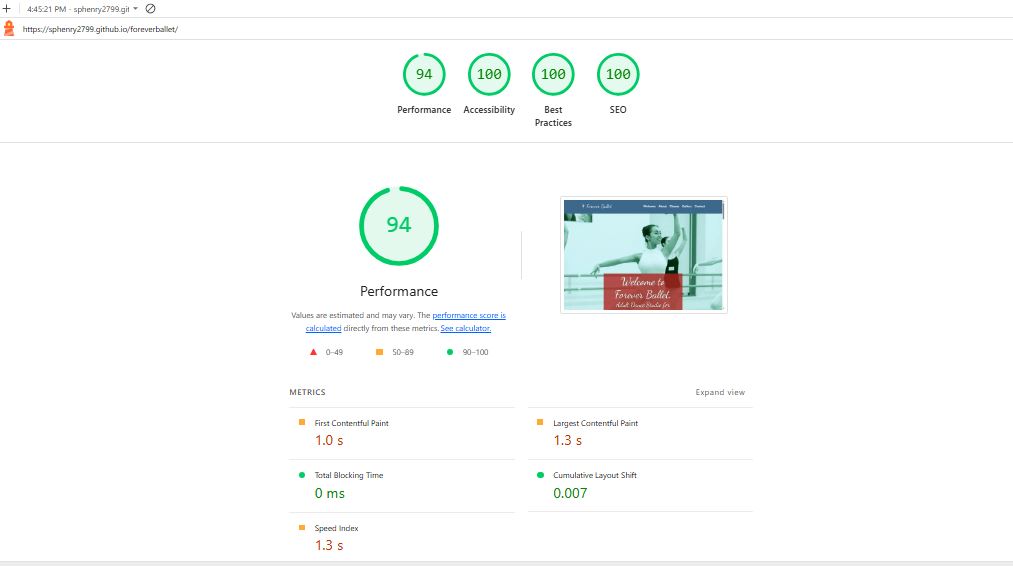 4:45:21 PM - sphenry2799.git
https://sphenry2799.github.io/foreverballet/
94
100
100
100
Performance
Accessibility
Best
Practices
SEO
94
Performance
Values are estimated and may vary. The performance score is
calculated directly from these metrics. See calculator.
0–49
50–89
90–100
Forever Ballet
Welcome About Classes Gallery Contact
Welcome to
Forever Ballet.
Adult Dance Studio for
METRICS
Expand view
First Contentful Paint
1.0 s
Largest Contentful Paint
1.3 s
Total Blocking Time
0 ms
Cumulative Layout Shift
0.007
Speed Index
1.3 s